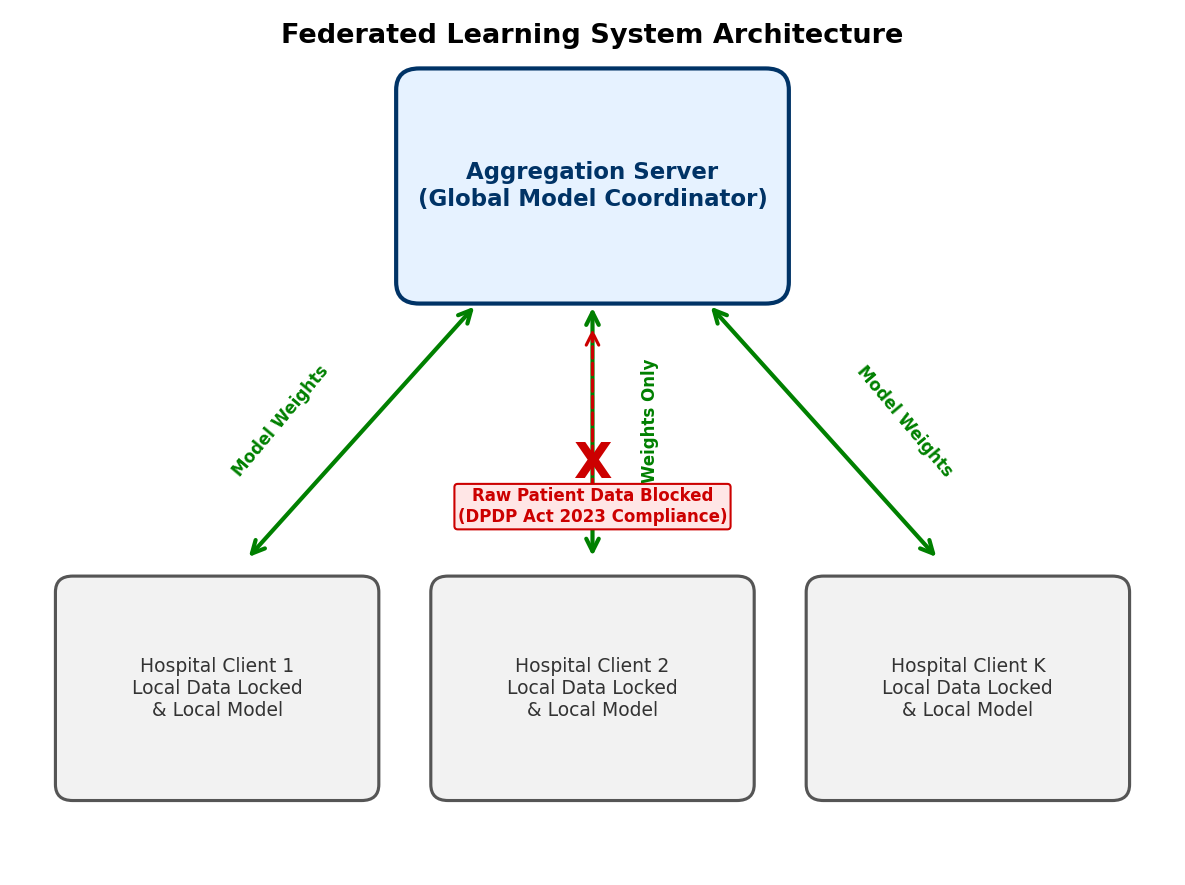 Federated Learning System Architecture
Aggregation Server
(Global Model Coordinator)
Model Weights
Weights Only
Model Weights
X
Raw Patient Data Blocked
(DPDP Act 2023 Compliance)
Hospital Client 1
Local Data Locked
& Local Model
Hospital Client 2
Local Data Locked
& Local Model
Hospital Client K
Local Data Locked
& Local Model